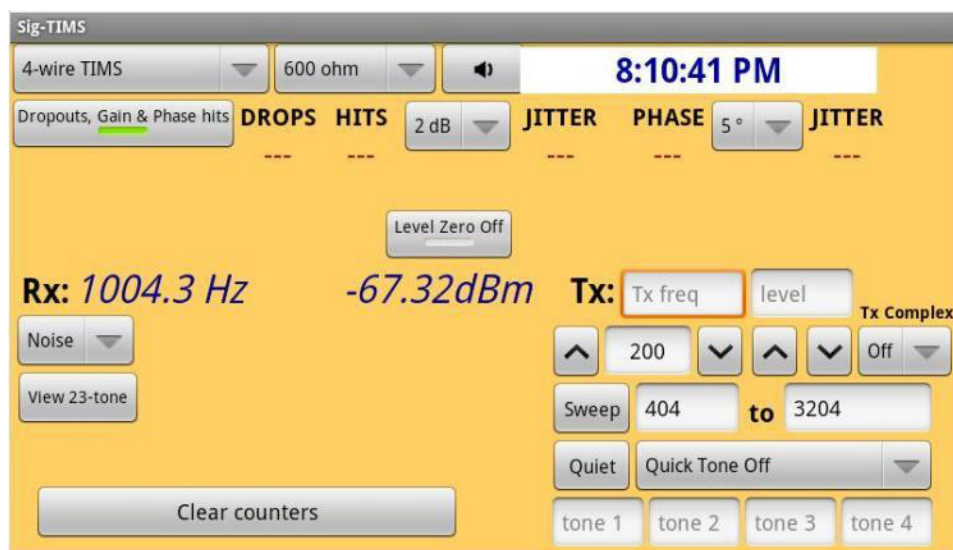 Sig-TIMS
4-wire TIMS 600 ohm 8:10:41 PM
Dropouts, Gain & Phase hits DROPS HITS 2 dB JITTER PHASE 5° JITTER
--- --- --- --- ---
Level Zero Off
Rx: 1004.3 Hz -67.32dBm Tx: Tx freq level
Tx Complex
Noise 200 Off
View 23-tone
Sweep 404 to 3204
Quiet Quick Tone Off
Clear counters
tone 1 tone 2 tone 3 tone 4